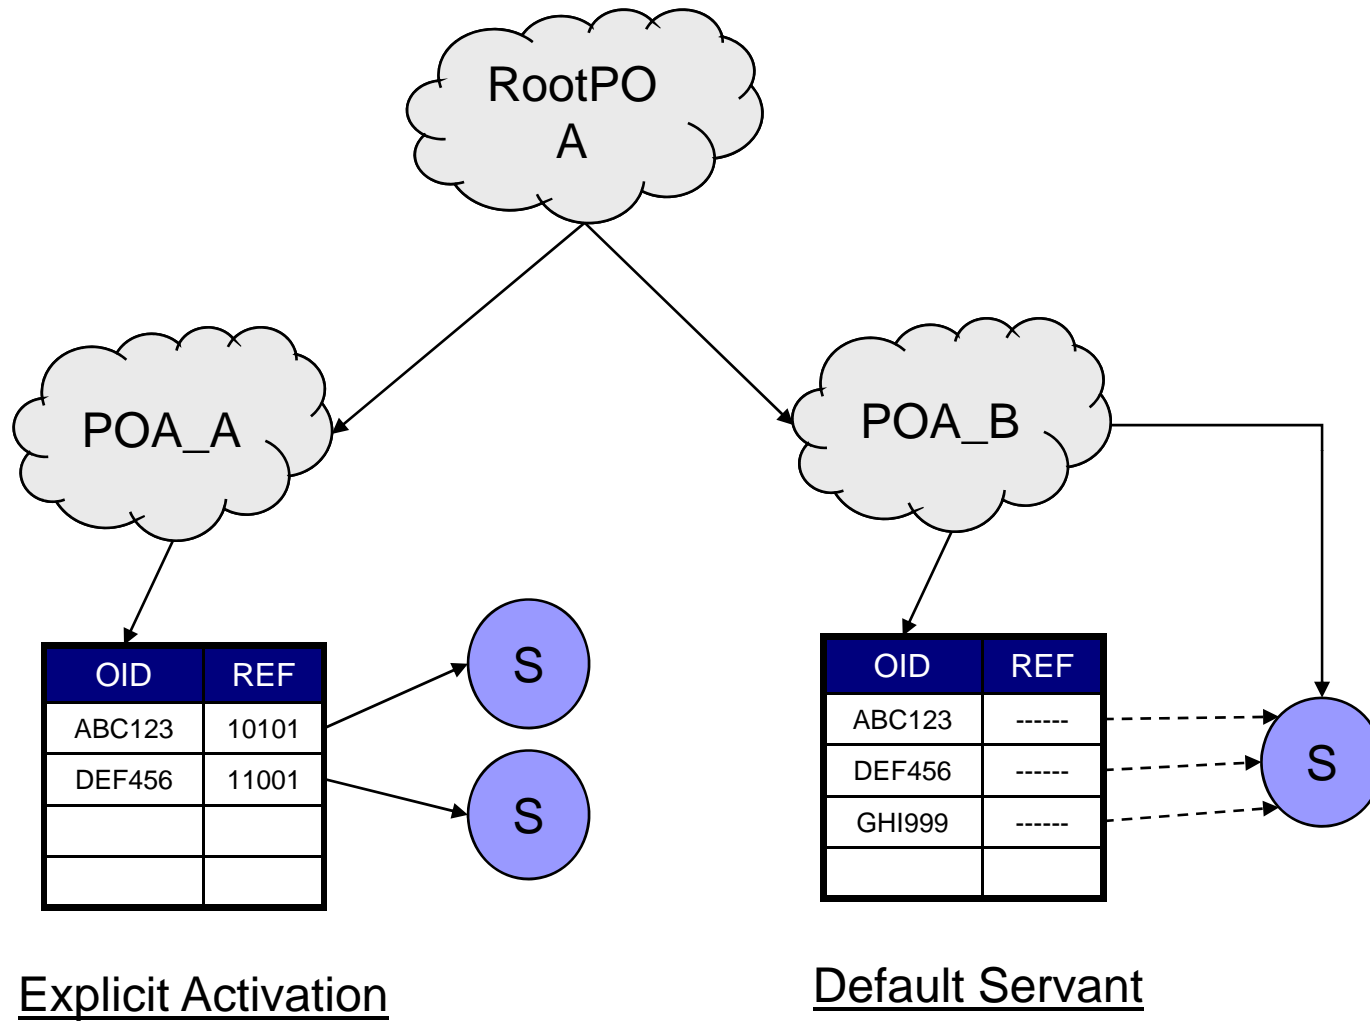 RootPO
A
POA_A
POA_B
OID REF
ABC123 10101
DEF456 11001
S
S
OID REF
ABC123 ------
DEF456 ------
GHI999 ------
S
Explicit Activation
Default Servant